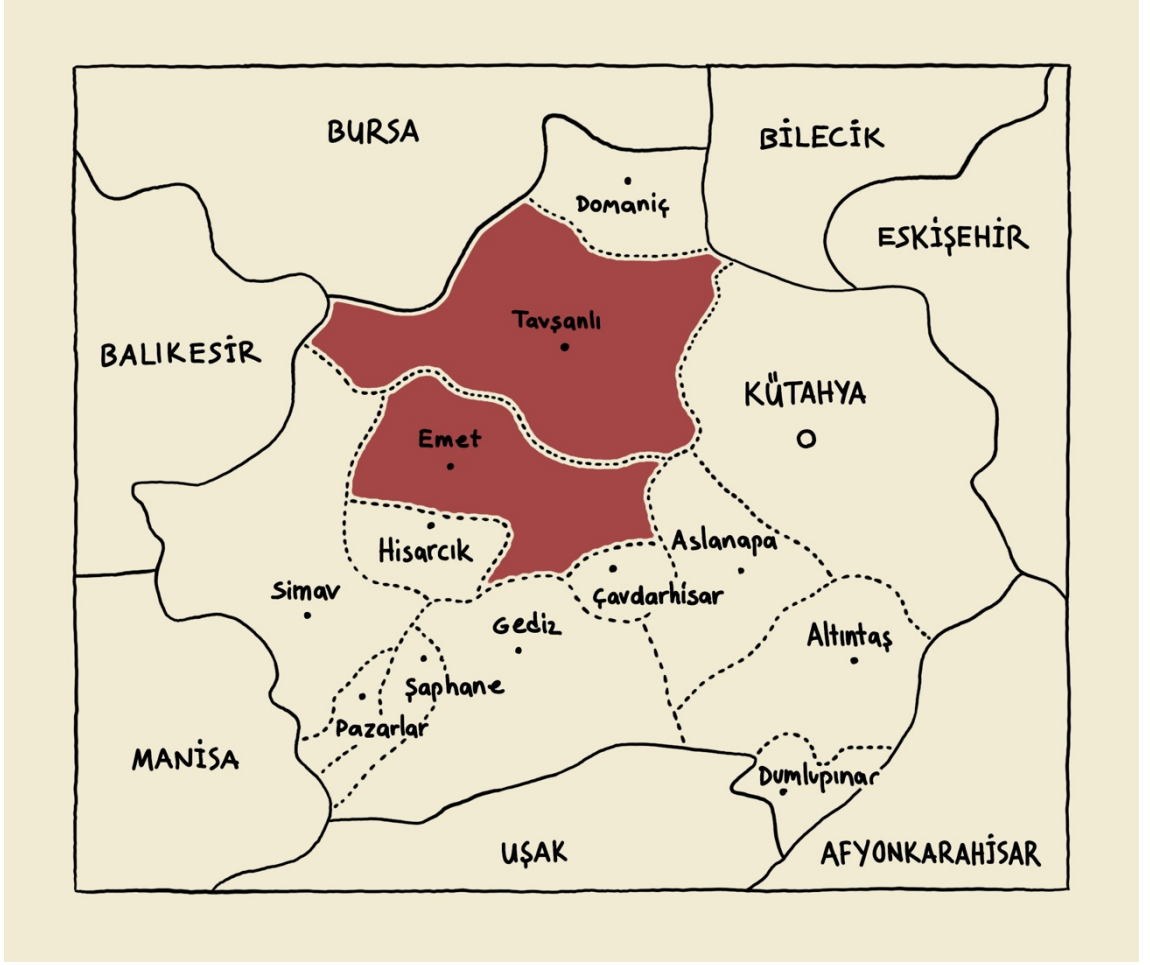 BURSA
BİLECİK
Domaniç
ESKİŞEHİR
Tavşanlı
BALIKESİR
KÜTAHYA
Emet
Aslanapa
Hisarcık
Simav
Çavdarhisar
Gediz
Altıntaş
Şaphane
Pazarlar
MANİSA
Dumlupınar
UŞAK
AFYONKARAHİSAR